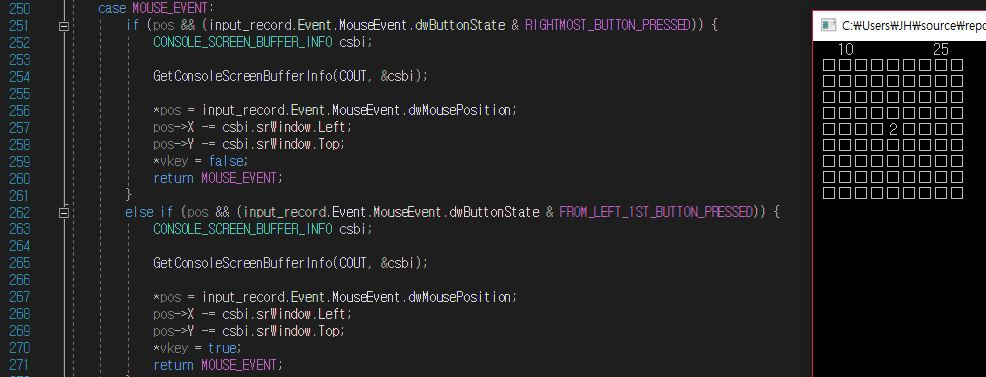 250 case MOUSE_EVENT:
251 if (pos && (input_record.Event.MouseEvent.dwButtonState & RIGHTMOST_BUTTON_PRESSED)) {
252 CONSOLE_SCREEN_BUFFER_INFO csbi;
253
254 GetConsoleScreenBufferInfo(COUT, &csbi);
255
256 *pos = input_record.Event.MouseEvent.dwMousePosition;
257 pos->X -= csbi.srWindow.Left;
258 pos->Y -= csbi.srWindow.Top;
259 *vkey = false;
260 return MOUSE_EVENT;
261 }
262 else if (pos && (input_record.Event.MouseEvent.dwButtonState & FROM_LEFT_1ST_BUTTON_PRESSED)) {
263 CONSOLE_SCREEN_BUFFER_INFO csbi;
264
265 GetConsoleScreenBufferInfo(COUT, &csbi);
266
267 *pos = input_record.Event.MouseEvent.dwMousePosition;
268 pos->X -= csbi.srWindow.Left;
269 pos->Y -= csbi.srWindow.Top;
270 *vkey = true;
271 return MOUSE_EVENT;
C:₩Users₩JH₩source₩repo
10 25
□□□□□□□□□
□□□□□□□□□
□□□□□□□□□
□□□□2□□□□
□□□□□□□□□
□□□□□□□□□
□□□□□□□□□
□□□□□□□□□
□□□□□□□□□